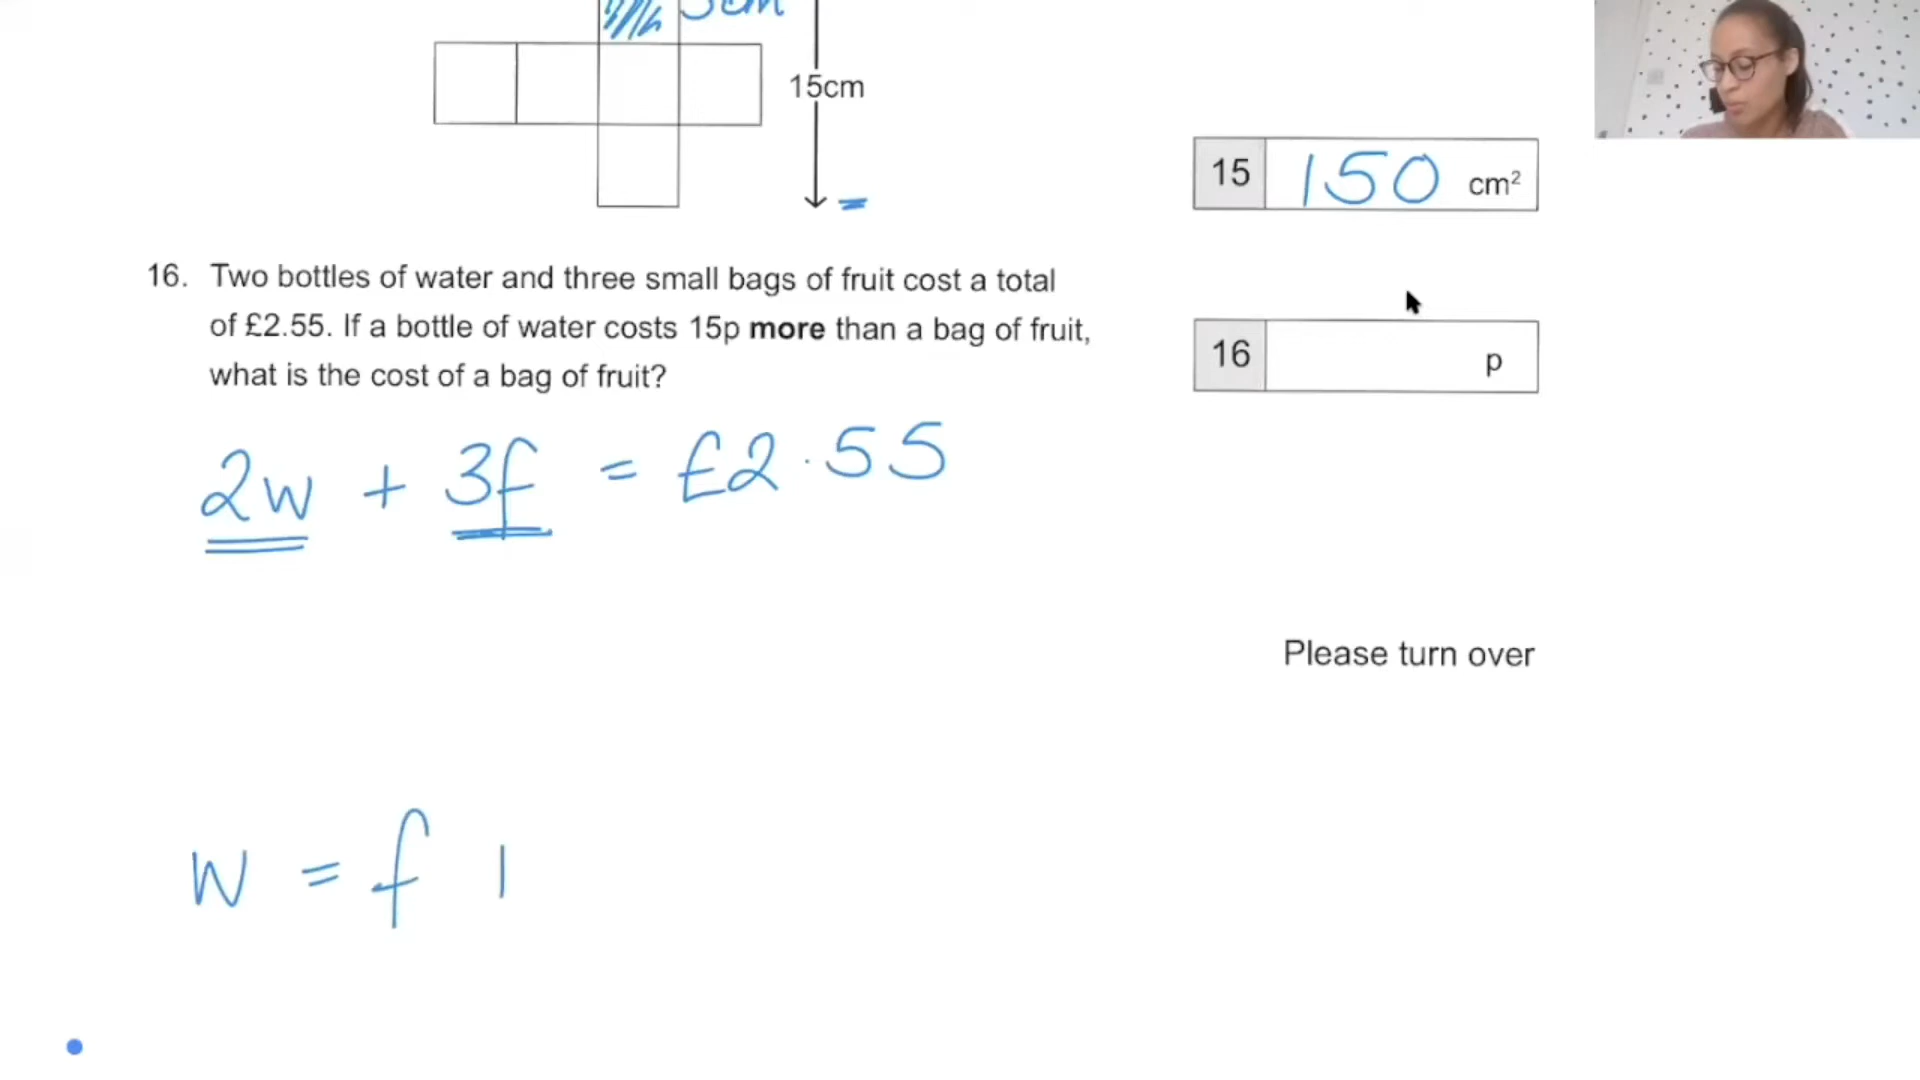 5cm
15cm
15 150 cm²
16. Two bottles of water and three small bags of fruit cost a total
of £2.55. If a bottle of water costs 15p more than a bag of fruit,
what is the cost of a bag of fruit?
16 p
2w + 3f = £2.55
Please turn over
w = f